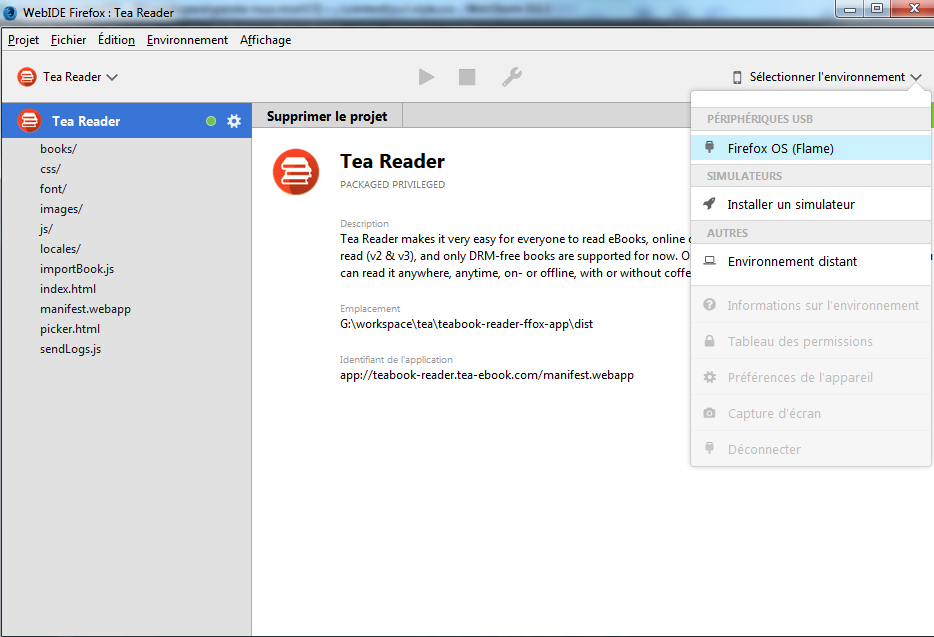 WebIDE Firefox : Tea Reader
Projet Fichier Édition Environnement Affichage
Tea Reader
Sélectionner l'environnement
Tea Reader
books/
css/
font/
images/
js/
locales/
importBook.js
index.html
manifest.webapp
picker.html
sendLogs.js
Supprimer le projet
Tea Reader
PACKAGED PRIVILEGED
Description
Tea Reader makes it very easy for everyone to read eBooks, online
read (v2 & v3), and only DRM-free books are supported for now.
can read it anywhere, anytime, on- or offline, with or without
Emplacement
G:\workspace\tea\teabook-reader-ffox-app\dist
Identifiant de l'application
app://teabook-reader.tea-ebook.com/manifest.webapp
PÉRIPHÉRIQUES USB
Firefox OS (Flame)
SIMULATEURS
Installer un simulateur
AUTRES
Environnement distant
Informations sur l'environnement
Tableau des permissions
Préférences de l'appareil
Capture d'écran
Déconnecter